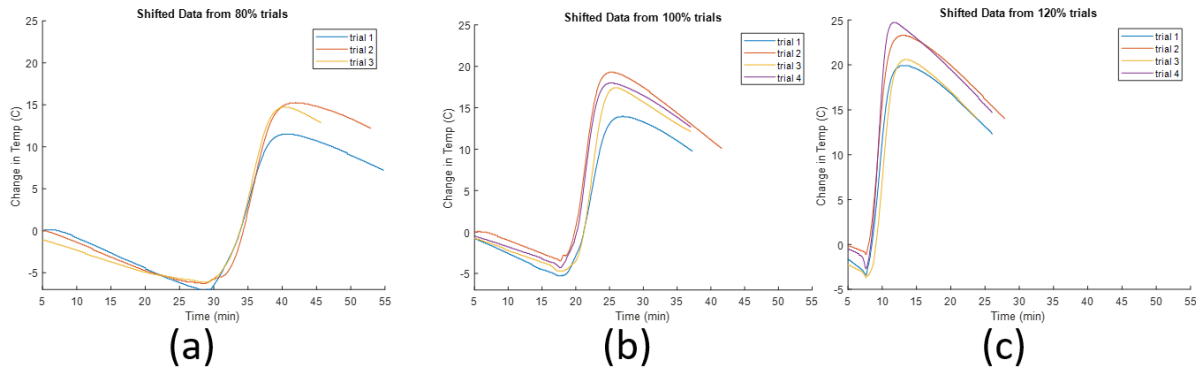 Shifted Data from 80% trials
25
20
15
10
5
0
-5
5 10 15 20 25 30 35 40 45 50 55
Change in Temp (C)
Time (min)
trial 1
trial 2
trial 3
(a)
Shifted Data from 100% trials
25
20
15
10
5
0
-5
5 10 15 20 25 30 35 40 45 50 55
Change in Temp (C)
Time (min)
trial 1
trial 2
trial 3
trial 4
(b)
Shifted Data from 120% trials
25
20
15
10
5
0
-5
5 10 15 20 25 30 35 40 45 50 55
Change in Temp (C)
Time (min)
trial 1
trial 2
trial 3
trial 4
(c)